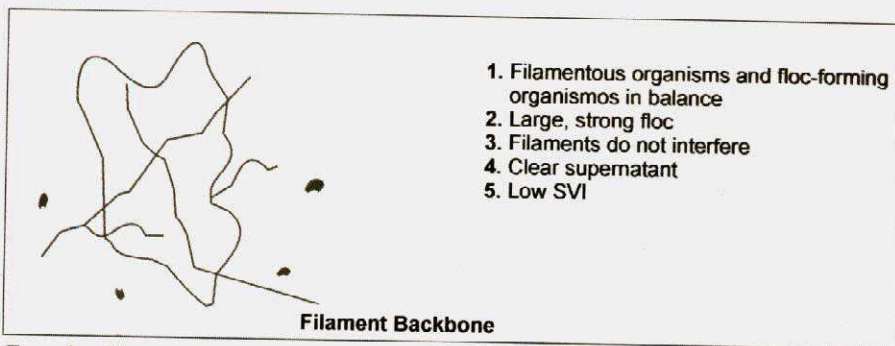 1. Filamentous organisms and floc-forming
organismos in balance
2. Large, strong floc
3. Filaments do not interfere
4. Clear supernatant
5. Low SVI
Filament Backbone